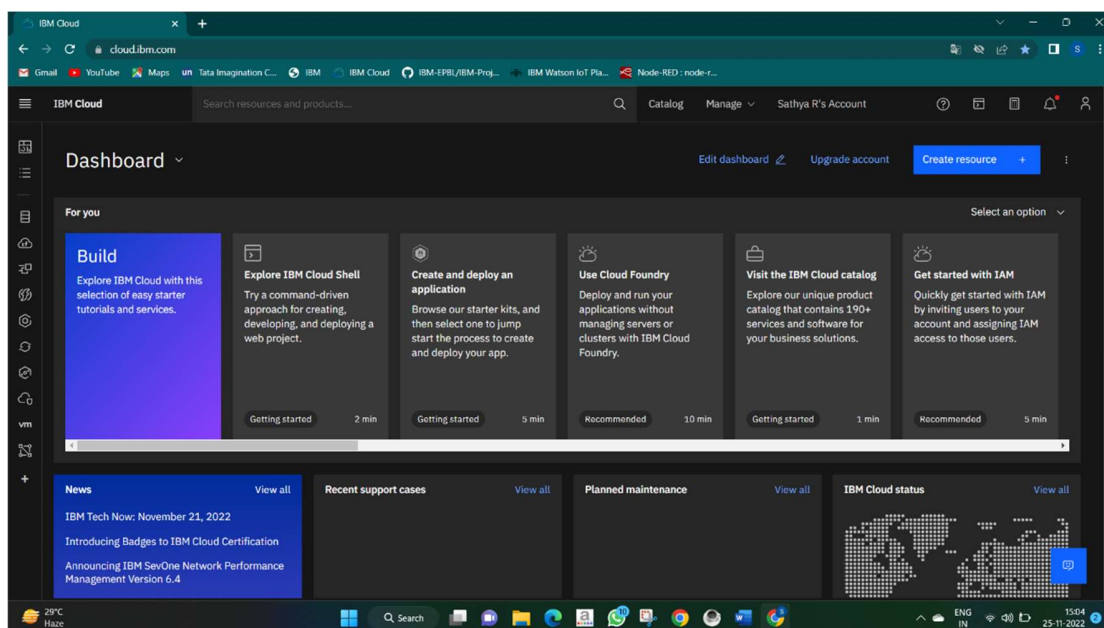 IBM Cloud
cloud.ibm.com
S
Gmail YouTube Maps un Tata Imagination C... IBM IBM Cloud IBM-EPBL/IBM-Proj... IBM Watson IoT Pla... Node-RED : node-r...
IBM Cloud Search resources and products... Catalog Manage Sathya R's Account
Dashboard Edit dashboard Upgrade account Create resource +
For you Select an option
Build
Explore IBM Cloud with this
selection of easy starter
tutorials and services.
Explore IBM Cloud Shell
Try a command-driven
approach for creating,
developing, and deploying a
web project.
Getting started 2 min
Create and deploy an
application
Browse our starter kits, and
then select one to jump
start the process to create
and deploy your app.
Getting started 5 min
Use Cloud Foundry
Deploy and run your
applications without
managing servers or
clusters with IBM Cloud
Foundry.
Recommended 10 min
Visit the IBM Cloud catalog
Explore our unique product
catalog that contains 190+
services and software for
your business solutions.
Getting started 1 min
Get started with IAM
Quickly get started with IAM
by inviting users to your
account and assigning IAM
access to those users.
Recommended 5 min
vm
News View all
IBM Tech Now: November 21, 2022
Introducing Badges to IBM Cloud Certification
Announcing IBM SevOne Network Performance
Management Version 6.4
Recent support cases View all
Planned maintenance View all
IBM Cloud status View all
29°C
Haze
Search
a
10
ENG
IN
15:04
25-11-2022
2